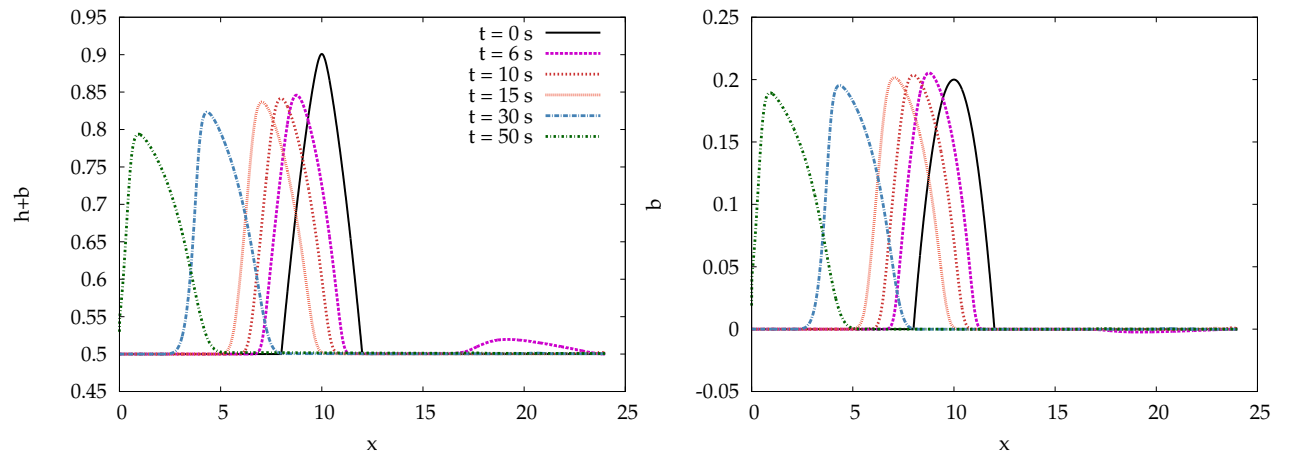 0.95
0.9
0.85
0.8
0.75
0.7
0.65
0.6
0.55
0.5
0.45
h+b
0 5 10 15 20 25
x
t = 0 s
t = 6 s
t = 10 s
t = 15 s
t = 30 s
t = 50 s
0.25
0.2
0.15
0.1
0.05
0
-0.05
b
0 5 10 15 20 25
x